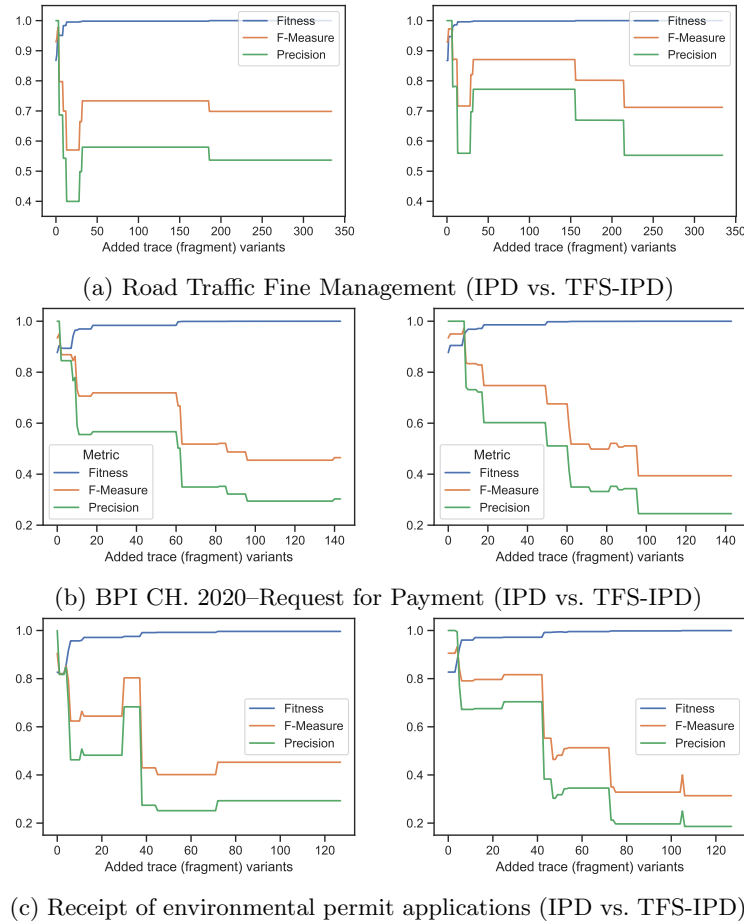 1.0
0.9
0.8
0.7
0.6
0.5
0.4
Fitness
F-Measure
Precision
0 50 100 150 200 250 300 350
Added trace (fragment) variants
1.0
0.9
0.8
0.7
0.6
0.5
0.4
Fitness
F-Measure
Precision
0 50 100 150 200 250 300 350
Added trace (fragment) variants
(a) Road Traffic Fine Management (IPD vs. TFS-IPD)
1.0
0.8
0.6
0.4
0.2
Metric
Fitness
F-Measure
Precision
0 20 40 60 80 100 120 140
Added trace (fragment) variants
1.0
0.8
0.6
0.4
0.2
Metric
Fitness
F-Measure
Precision
0 20 40 60 80 100 120 140
Added trace (fragment) variants
(b) BPI CH. 2020–Request for Payment (IPD vs. TFS-IPD)
1.0
0.8
0.6
0.4
0.2
Fitness
F-Measure
Precision
0 20 40 60 80 100 120
Added trace (fragment) variants
1.0
0.8
0.6
0.4
0.2
Fitness
F-Measure
Precision
0 20 40 60 80 100 120
Added trace (fragment) variants
(c) Receipt of environmental permit applications (IPD vs. TFS-IPD)